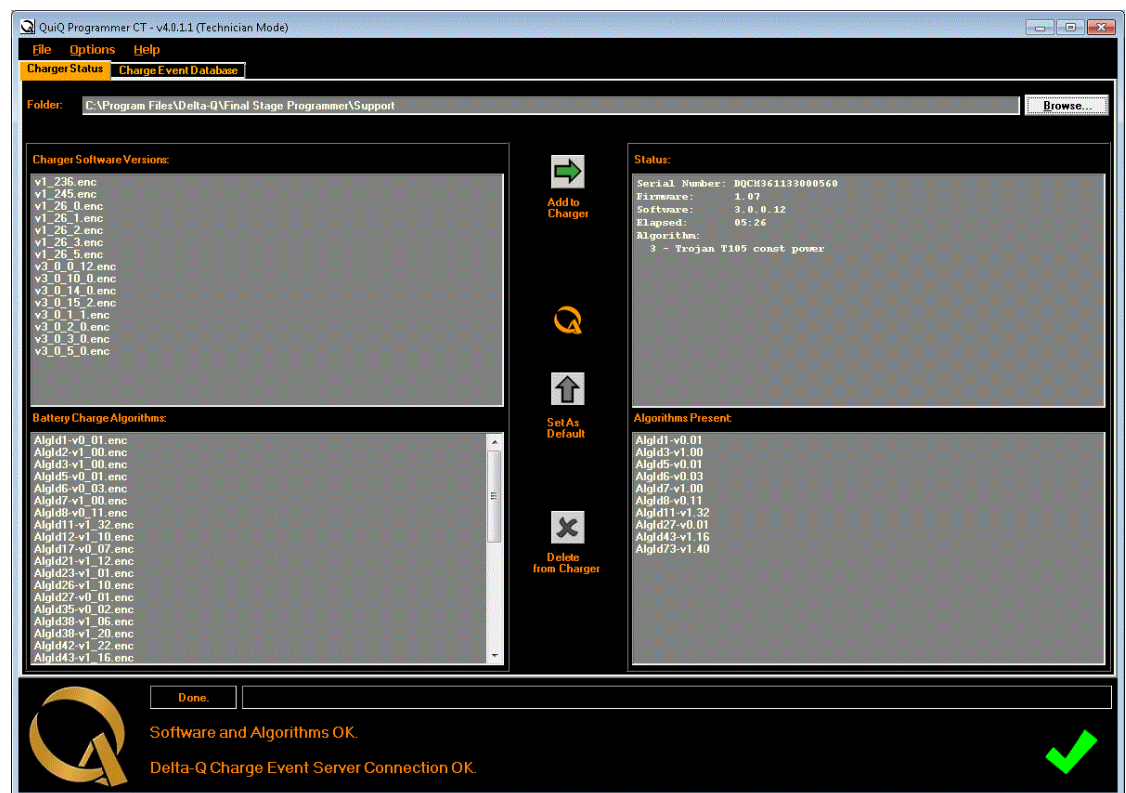 QuiQ Programmer CT - v4.0.1.1 (Technician Mode)
File Options Help
Charger Status Charge Event Database
Folder: C:\Program Files\Delta-Q\Final Stage Programmer\Support Browse...
Charger Software Versions:
v1_236.enc
v1_245.enc
v1_26_0.enc
v1_26_1.enc
v1_26_2.enc
v1_26_3.enc
v1_26_5.enc
v3_0_0_12.enc
v3_0_10_0.enc
v3_0_14_0.enc
v3_0_15_2.enc
v3_0_1_1.enc
v3_0_2_0.enc
v3_0_3_0.enc
v3_0_5_0.enc
Battery Charge Algorithms:
AlgId1-v0_01.enc
AlgId2-v1_00.enc
AlgId3-v1_00.enc
AlgId5-v0_01.enc
AlgId6-v0_03.enc
AlgId7-v1_00.enc
AlgId8-v0_11.enc
AlgId11-v1_32.enc
AlgId12-v1_10.enc
AlgId17-v0_07.enc
AlgId21-v1_12.enc
AlgId23-v1_01.enc
AlgId26-v1_10.enc
AlgId27-v0_01.enc
AlgId35-v0_02.enc
AlgId38-v1_06.enc
AlgId38-v1_20.enc
AlgId42-v1_22.enc
AlgId43-v1_16.enc
Add to
Charger
Set As
Default
Delete
from Charger
Status:
Serial Number: DQCM361133000560
Firmware: 1.07
Software: 3.0.0.12
Elapsed: 05:26
Algorithm:
3 - Trojan T105 const power
Algorithms Present:
AlgId1-v0.01
AlgId3-v1.00
AlgId5-v0.01
AlgId6-v0.03
AlgId7-v1.00
AlgId8-v0.11
AlgId11-v1.32
AlgId27-v0.01
AlgId43-v1.16
AlgId73-v1.40
Done.
Software and Algorithms OK.
Delta-Q Charge Event Server Connection OK.